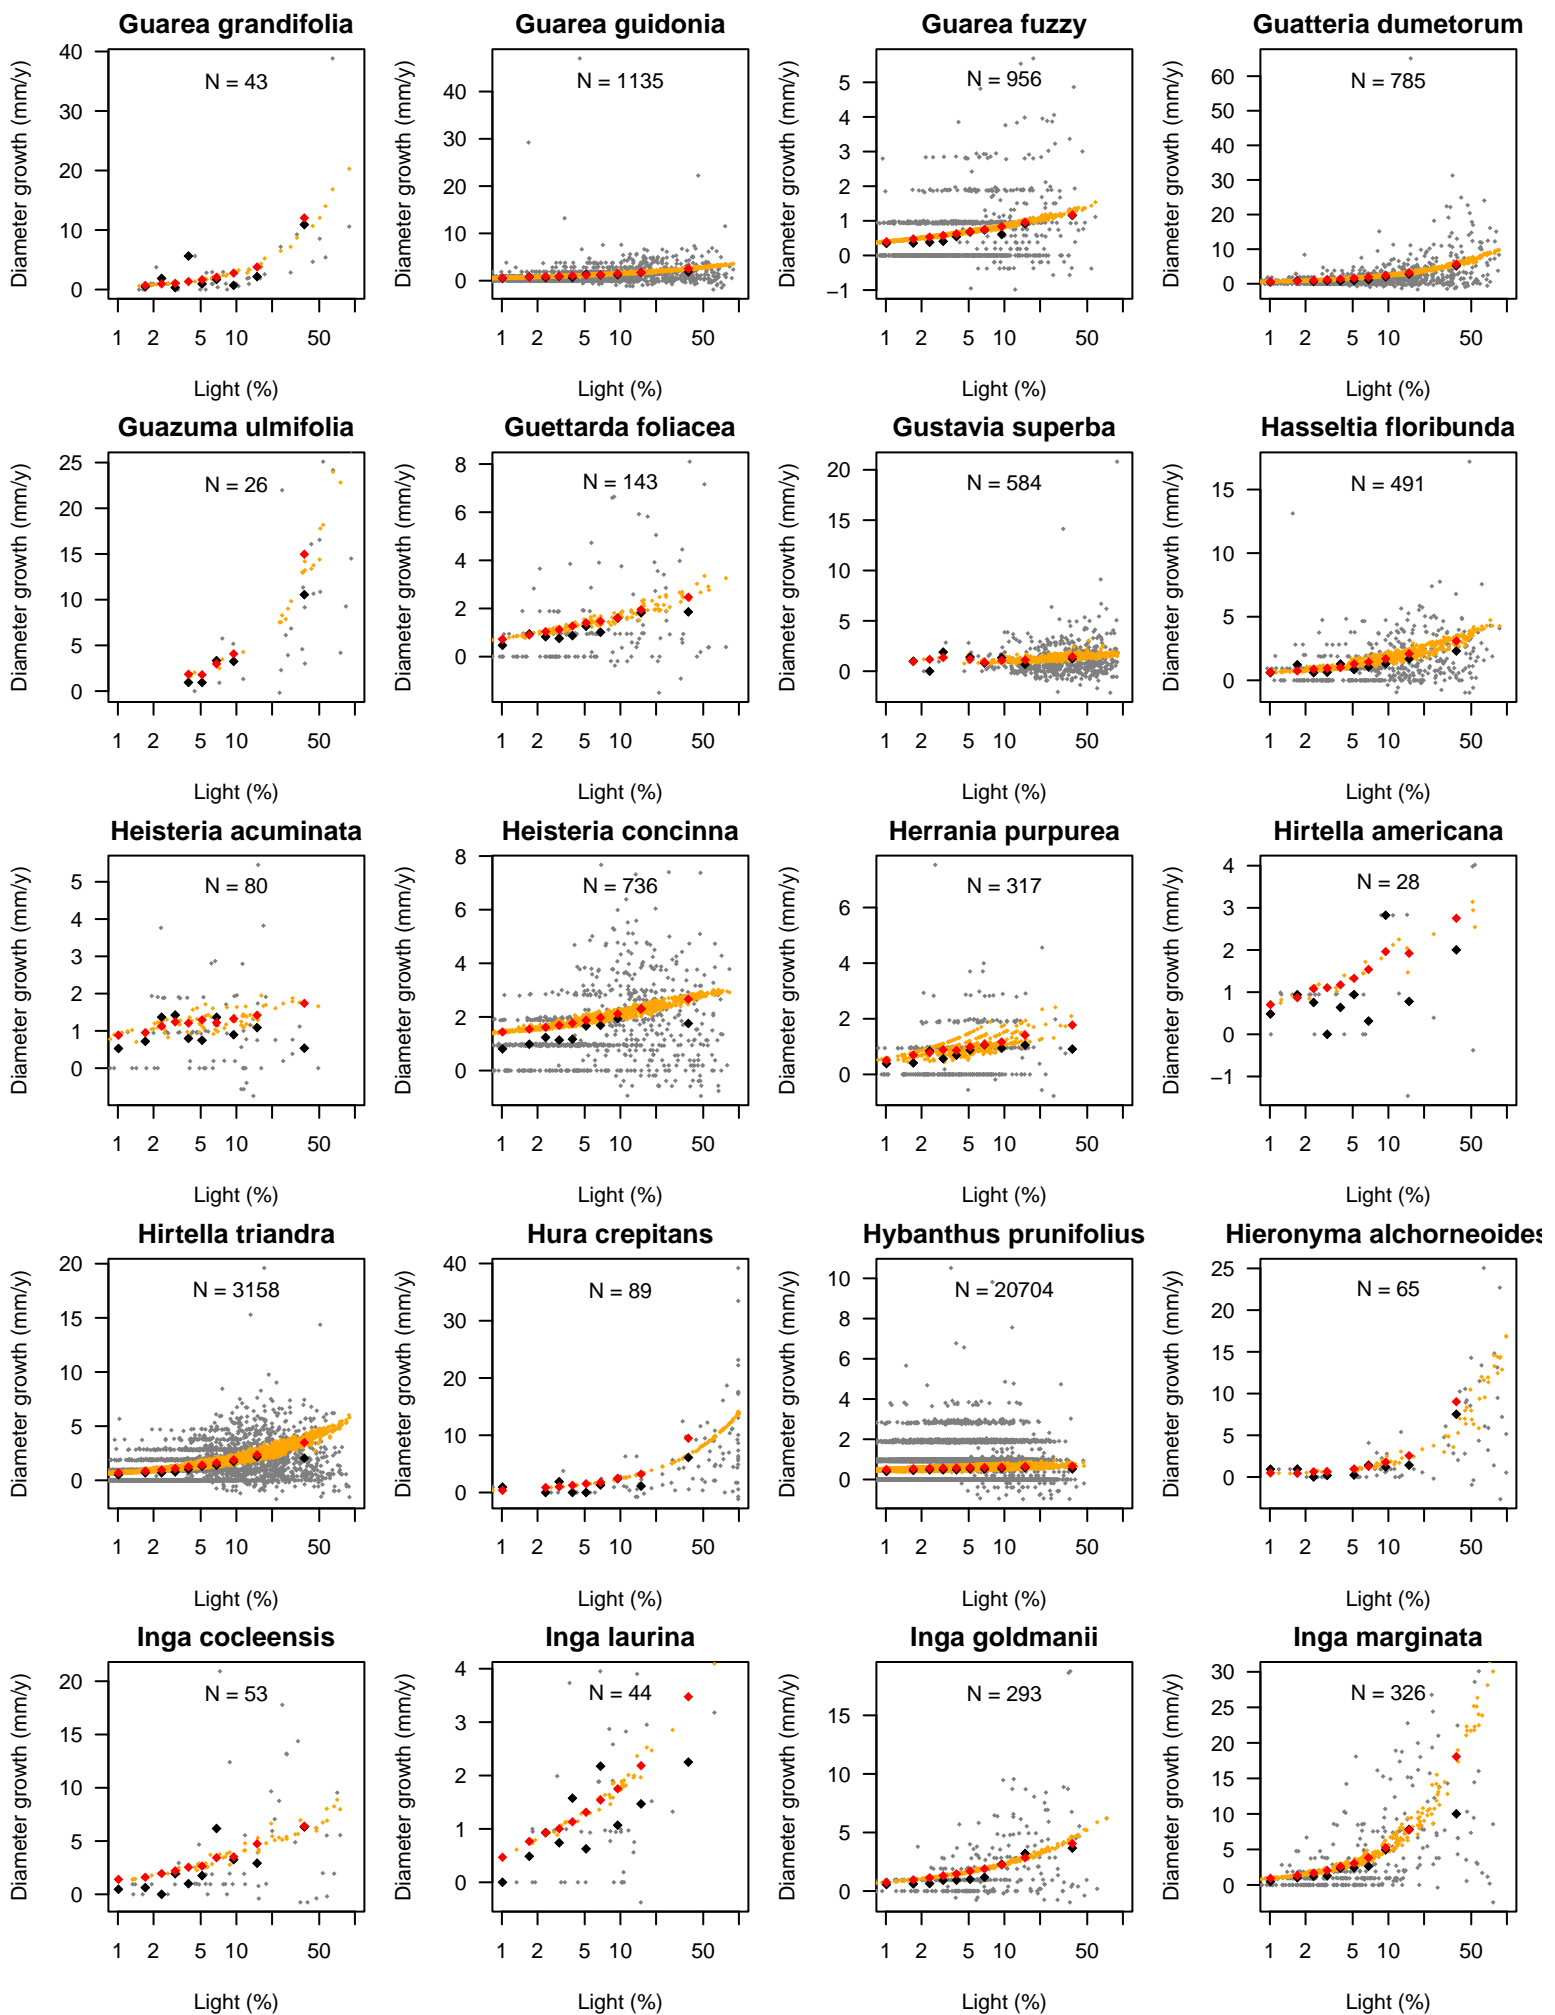 Guarea grandifolia
Diameter growth (mm/y)
N = 43
40
30
20
10
0
1 2 5 10 50
Light (%)
Guarea guidonia
Diameter growth (mm/y)
N = 1135
40
30
20
10
0
1 2 5 10 50
Light (%)
Guarea fuzzy
Diameter growth (mm/y)
N = 956
5
4
3
2
1
0
−1
1 2 5 10 50
Light (%)
Guatteria dumetorum
Diameter growth (mm/y)
N = 785
60
50
40
30
20
10
0
1 2 5 10 50
Light (%)
Guazuma ulmifolia
Diameter growth (mm/y)
N = 26
25
20
15
10
5
0
1 2 5 10 50
Light (%)
Guettarda foliacea
Diameter growth (mm/y)
N = 143
8
6
4
2
0
1 2 5 10 50
Light (%)
Gustavia superba
Diameter growth (mm/y)
N = 584
20
15
10
5
0
1 2 5 10 50
Light (%)
Hasseltia floribunda
Diameter growth (mm/y)
N = 491
15
10
5
0
1 2 5 10 50
Light (%)
Heisteria acuminata
Diameter growth (mm/y)
N = 80
5
4
3
2
1
0
1 2 5 10 50
Light (%)
Heisteria concinna
Diameter growth (mm/y)
N = 736
8
6
4
2
0
1 2 5 10 50
Light (%)
Herrania purpurea
Diameter growth (mm/y)
N = 317
6
4
2
0
1 2 5 10 50
Light (%)
Hirtella americana
Diameter growth (mm/y)
N = 28
4
3
2
1
0
−1
1 2 5 10 50
Light (%)
Hirtella triandra
Diameter growth (mm/y)
N = 3158
20
15
10
5
0
1 2 5 10 50
Light (%)
Hura crepitans
Diameter growth (mm/y)
N = 89
40
30
20
10
0
1 2 5 10 50
Light (%)
Hybanthus prunifolius
Diameter growth (mm/y)
N = 20704
10
8
6
4
2
0
1 2 5 10 50
Light (%)
Hieronyma alchorneoides
Diameter growth (mm/y)
N = 65
25
20
15
10
5
0
1 2 5 10 50
Light (%)
Inga cocleensis
Diameter growth (mm/y)
N = 53
20
15
10
5
0
1 2 5 10 50
Light (%)
Inga laurina
Diameter growth (mm/y)
N = 44
4
3
2
1
0
1 2 5 10 50
Light (%)
Inga goldmanii
Diameter growth (mm/y)
N = 293
15
10
5
0
1 2 5 10 50
Light (%)
Inga marginata
Diameter growth (mm/y)
N = 326
30
25
20
15
10
5
0
1 2 5 10 50
Light (%)